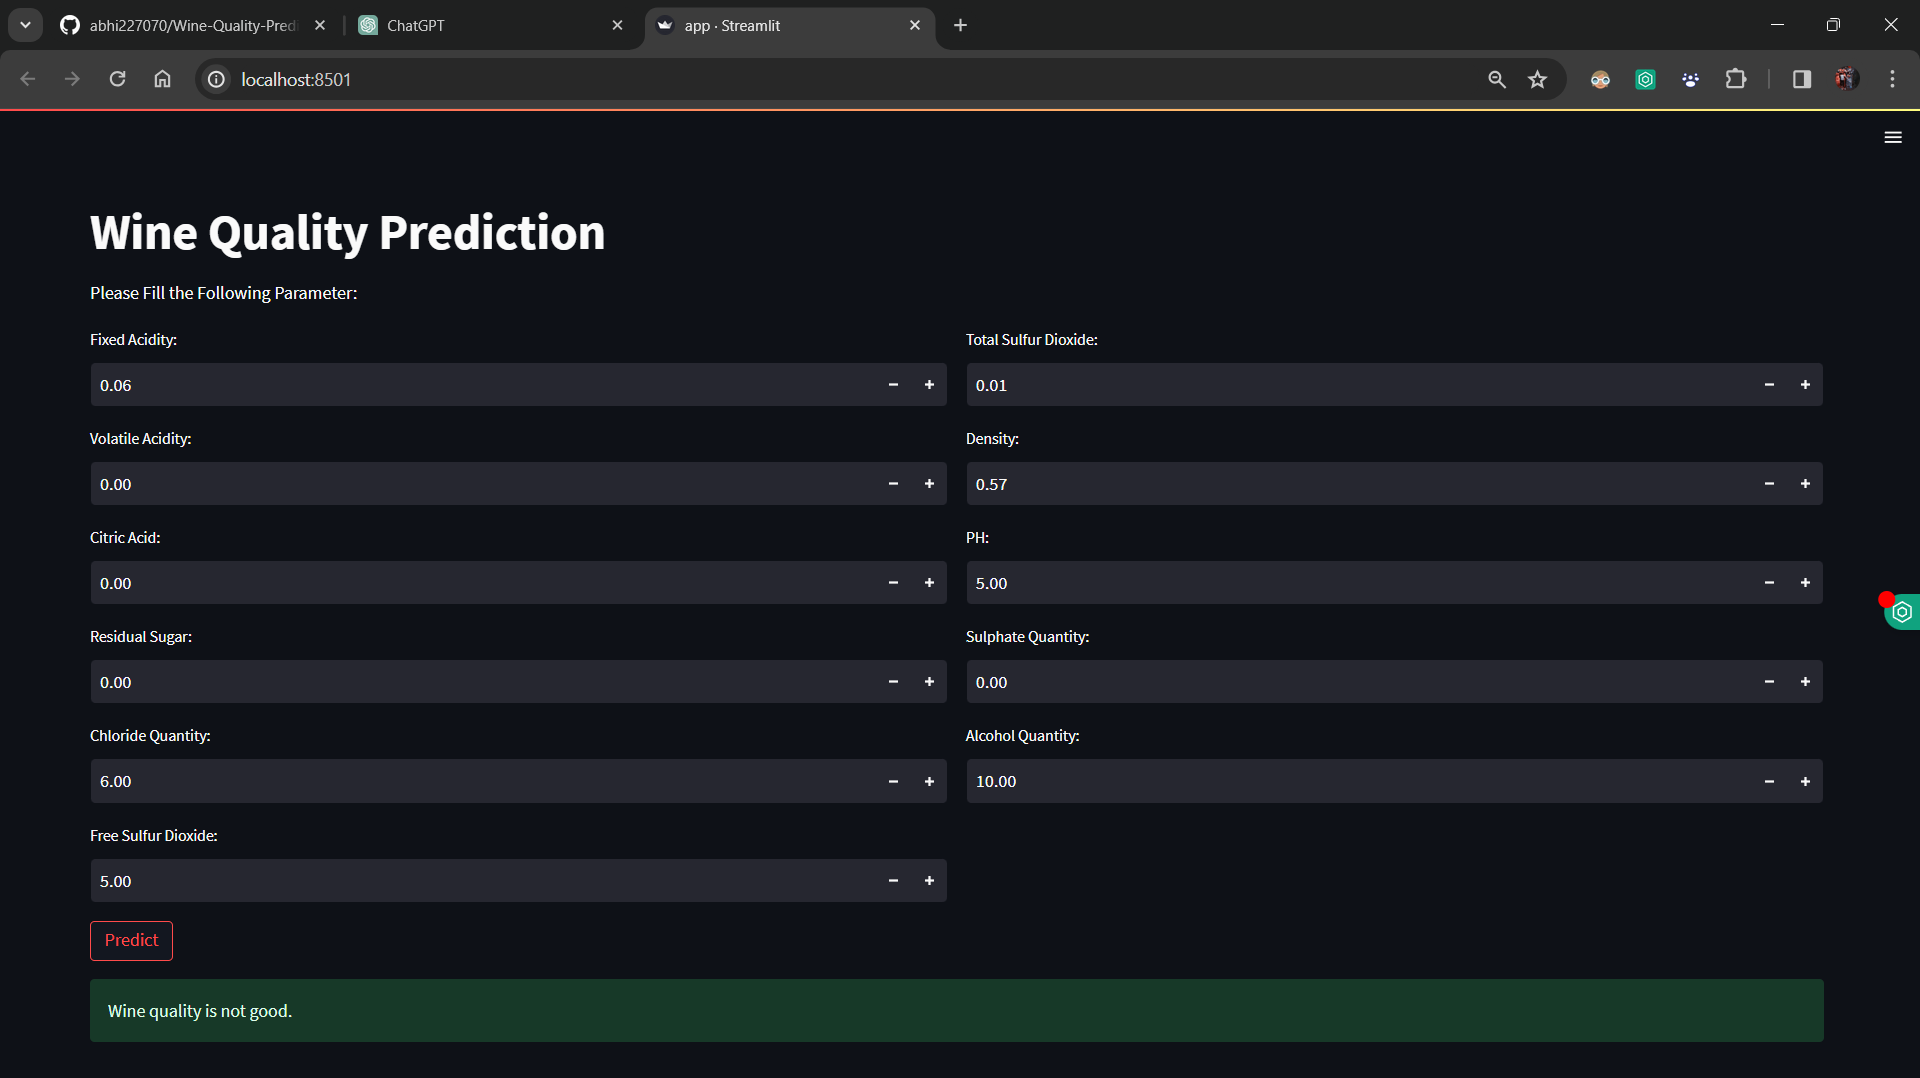 abhi227070/Wine-Quality-Predi
ChatGPT
app · Streamlit
localhost:8501
Wine Quality Prediction
Please Fill the Following Parameter:
Fixed Acidity:
0.06
Volatile Acidity:
0.00
Citric Acid:
0.00
Residual Sugar:
0.00
Chloride Quantity:
6.00
Free Sulfur Dioxide:
5.00
Total Sulfur Dioxide:
0.01
Density:
0.57
PH:
5.00
Sulphate Quantity:
0.00
Alcohol Quantity:
10.00
Predict
Wine quality is not good.